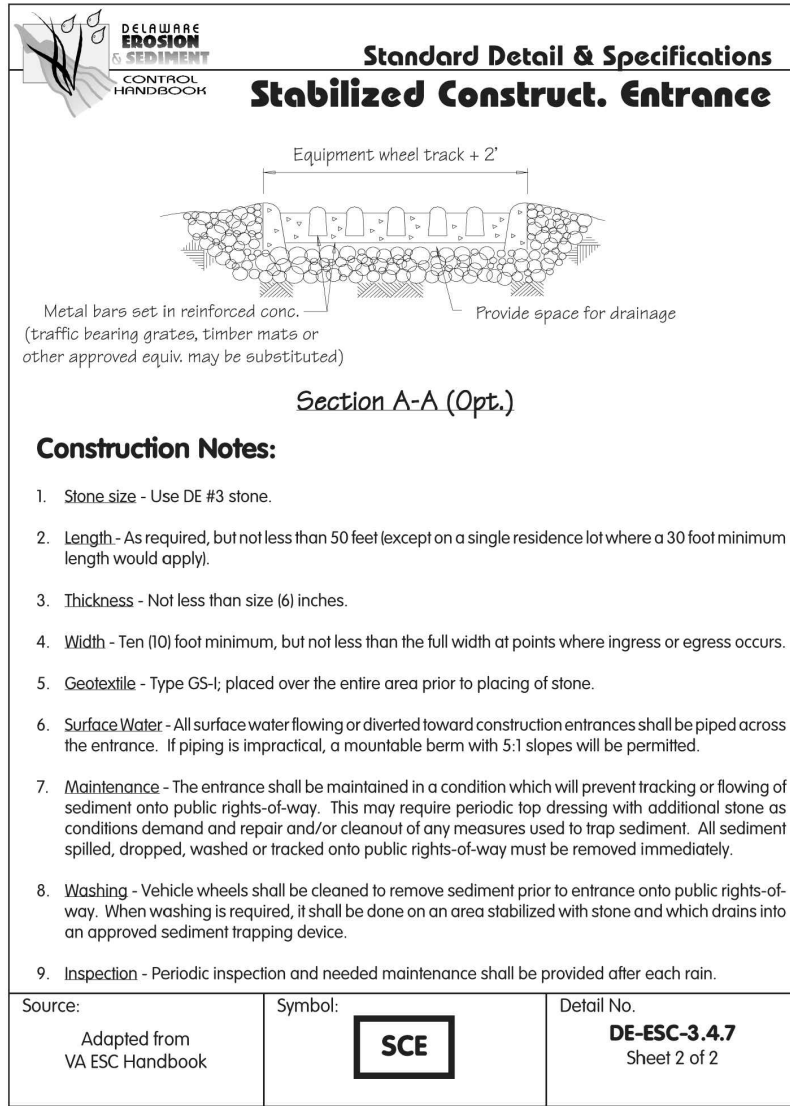 DELAWARE
EROSION
& SEDIMENT
CONTROL
HANDBOOK
Standard Detail & Specifications
Stabilized Construct. Entrance
Equipment wheel track + 2'
Metal bars set in reinforced conc.
(traffic bearing grates, timber mats or
other approved equiv. may be substituted)
Provide space for drainage
Section A-A (Opt.)
Construction Notes:
1. Stone size - Use DE #3 stone.
2. Length - As required, but not less than 50 feet (except on a single residence lot where a 30 foot minimum
length would apply).
3. Thickness - Not less than size (6) inches.
4. Width - Ten (10) foot minimum, but not less than the full width at points where ingress or egress occurs.
5. Geotextile - Type GS-I; placed over the entire area prior to placing of stone.
6. Surface Water - All surface water flowing or diverted toward construction entrances shall be piped across
the entrance. If piping is impractical, a mountable berm with 5:1 slopes will be permitted.
7. Maintenance - The entrance shall be maintained in a condition which will prevent tracking or flowing of
sediment onto public rights-of-way. This may require periodic top dressing with additional stone as
conditions demand and repair and/or cleanout of any measures used to trap sediment. All sediment
spilled, dropped, washed or tracked onto public rights-of-way must be removed immediately.
8. Washing - Vehicle wheels shall be cleaned to remove sediment prior to entrance onto public rights-of-
way. When washing is required, it shall be done on an area stabilized with stone and which drains into
an approved sediment trapping device.
9. Inspection - Periodic inspection and needed maintenance shall be provided after each rain.
Source:
Adapted from
VA ESC Handbook
Symbol:
SCE
Detail No.
DE-ESC-3.4.7
Sheet 2 of 2